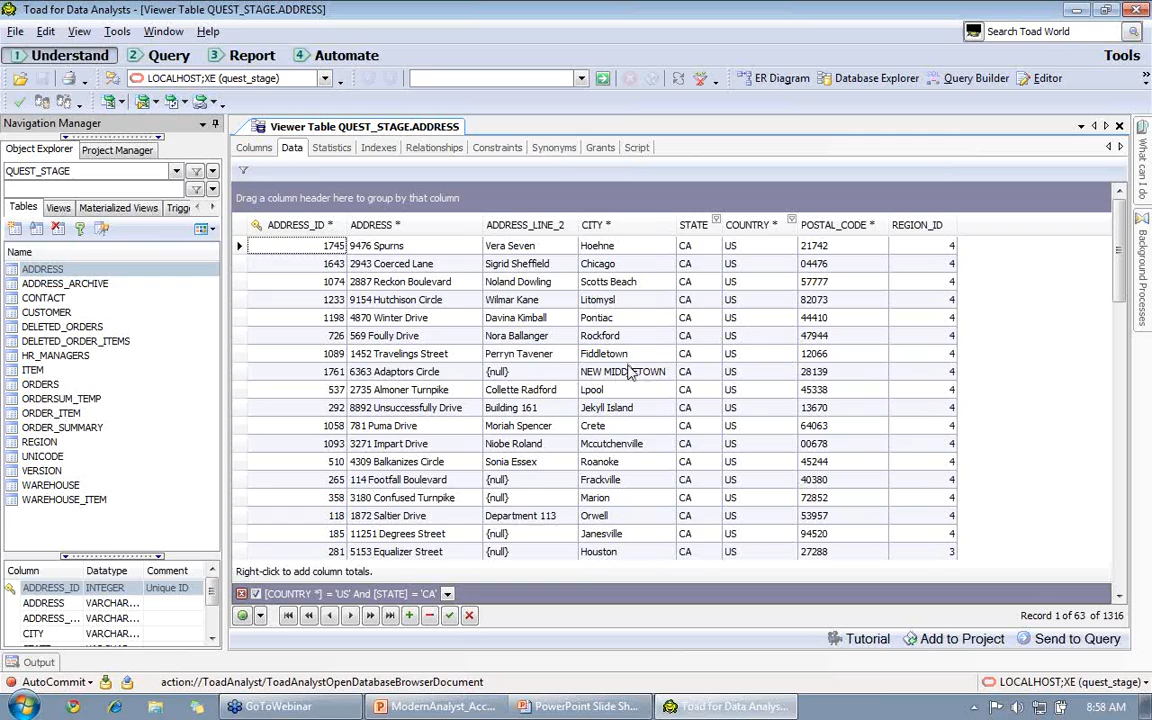 Toad for Data Analysts - [Viewer Table QUEST_STAGE.ADDRESS]
File Edit View Tools Window Help Search Toad World
1 Understand 2 Query 3 Report 4 Automate Tools
LOCALHOST;XE (quest_stage) ER Diagram Database Explorer Query Builder Editor
Navigation Manager
Object Explorer Project Manager
QUEST_STAGE
Tables Views Materialized Views Trigg
Name
ADDRESS
ADDRESS_ARCHIVE
CONTACT
CUSTOMER
DELETED_ORDERS
DELETED_ORDER_ITEMS
HR_MANAGERS
ITEM
ORDERS
ORDERSUM_TEMP
ORDER_ITEM
ORDER_SUMMARY
REGION
UNICODE
VERSION
WAREHOUSE
WAREHOUSE_ITEM
Column Datatype Comment
ADDRESS_ID INTEGER Unique ID
ADDRESS VARCHAR...
ADDRESS_... VARCHAR...
CITY VARCHAR...
Viewer Table QUEST_STAGE.ADDRESS
Columns Data Statistics Indexes Relationships Constraints Synonyms Grants Script
Drag a column header here to group by that column
ADDRESS_ID * ADDRESS * ADDRESS_LINE_2 CITY * STATE COUNTRY * POSTAL_CODE * REGION_ID
1745 9476 Spurns Vera Seven Hoehne CA US 21742 4
1643 2943 Coerced Lane Sigrid Sheffield Chicago CA US 04476 4
1074 2887 Reckon Boulevard Noland Dowling Scotts Beach CA US 57777 4
1233 9154 Hutchison Circle Wilmar Kane Litomysl CA US 82073 4
1198 4870 Winter Drive Davina Kimball Pontiac CA US 44410 4
726 569 Foully Drive Nora Ballanger Rockford CA US 47944 4
1089 1452 Travelings Street Perryn Tavener Fiddletown CA US 12066 4
1761 6363 Adaptors Circle {null} NEW MIDDLETOWN CA US 28139 4
537 2735 Almoner Turnpike Collette Radford Lpool CA US 45338 4
292 8892 Unsuccessfully Drive Building 161 Jekyll Island CA US 13670 4
1058 781 Puma Drive Moriah Spencer Crete CA US 64063 4
1093 3271 Impart Drive Niobe Roland Mccutchenville CA US 00678 4
510 4309 Balkanizes Circle Sonia Essex Roanoke CA US 45244 4
265 114 Footfall Boulevard {null} Frackville CA US 40380 4
358 3180 Confused Turnpike {null} Marion CA US 72852 4
118 1872 Saltier Drive Department 113 Orwell CA US 53957 4
185 11251 Degrees Street {null} Janesville CA US 94520 4
281 5153 Equalizer Street {null} Houston CA US 27288 3
Right-click to add column totals.
[COUNTRY *] = 'US' And [STATE] = 'CA'
Record 1 of 63 of 1316
Tutorial Add to Project Send to Query
What can I do?
Background Processes
Output
AutoCommit action://ToadAnalyst/ToadAnalystOpenDatabaseBrowserDocument LOCALHOST;XE (quest_stage)
GoToWebinar ModernAnalyst_Acc... PowerPoint Slide Sh... Toad for Data Analys... 8:58 AM